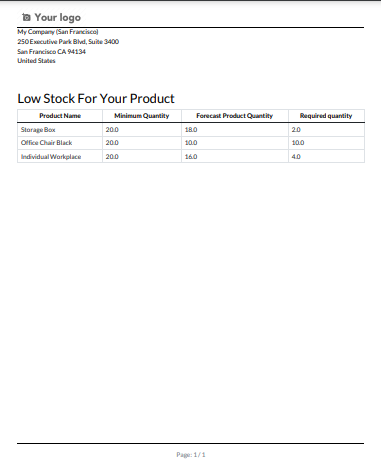 Your logo
My Company (San Francisco)
250 Executive Park Blvd, Suite 3400
San Francisco CA 94134
United States
Low Stock For Your Product
Product Name Minimum Quantity Forecast Product Quantity Required quantity
Storage Box 20.0 18.0 2.0
Office Chair Black 20.0 10.0 10.0
Individual Workplace 20.0 16.0 4.0
Page: 1 / 1